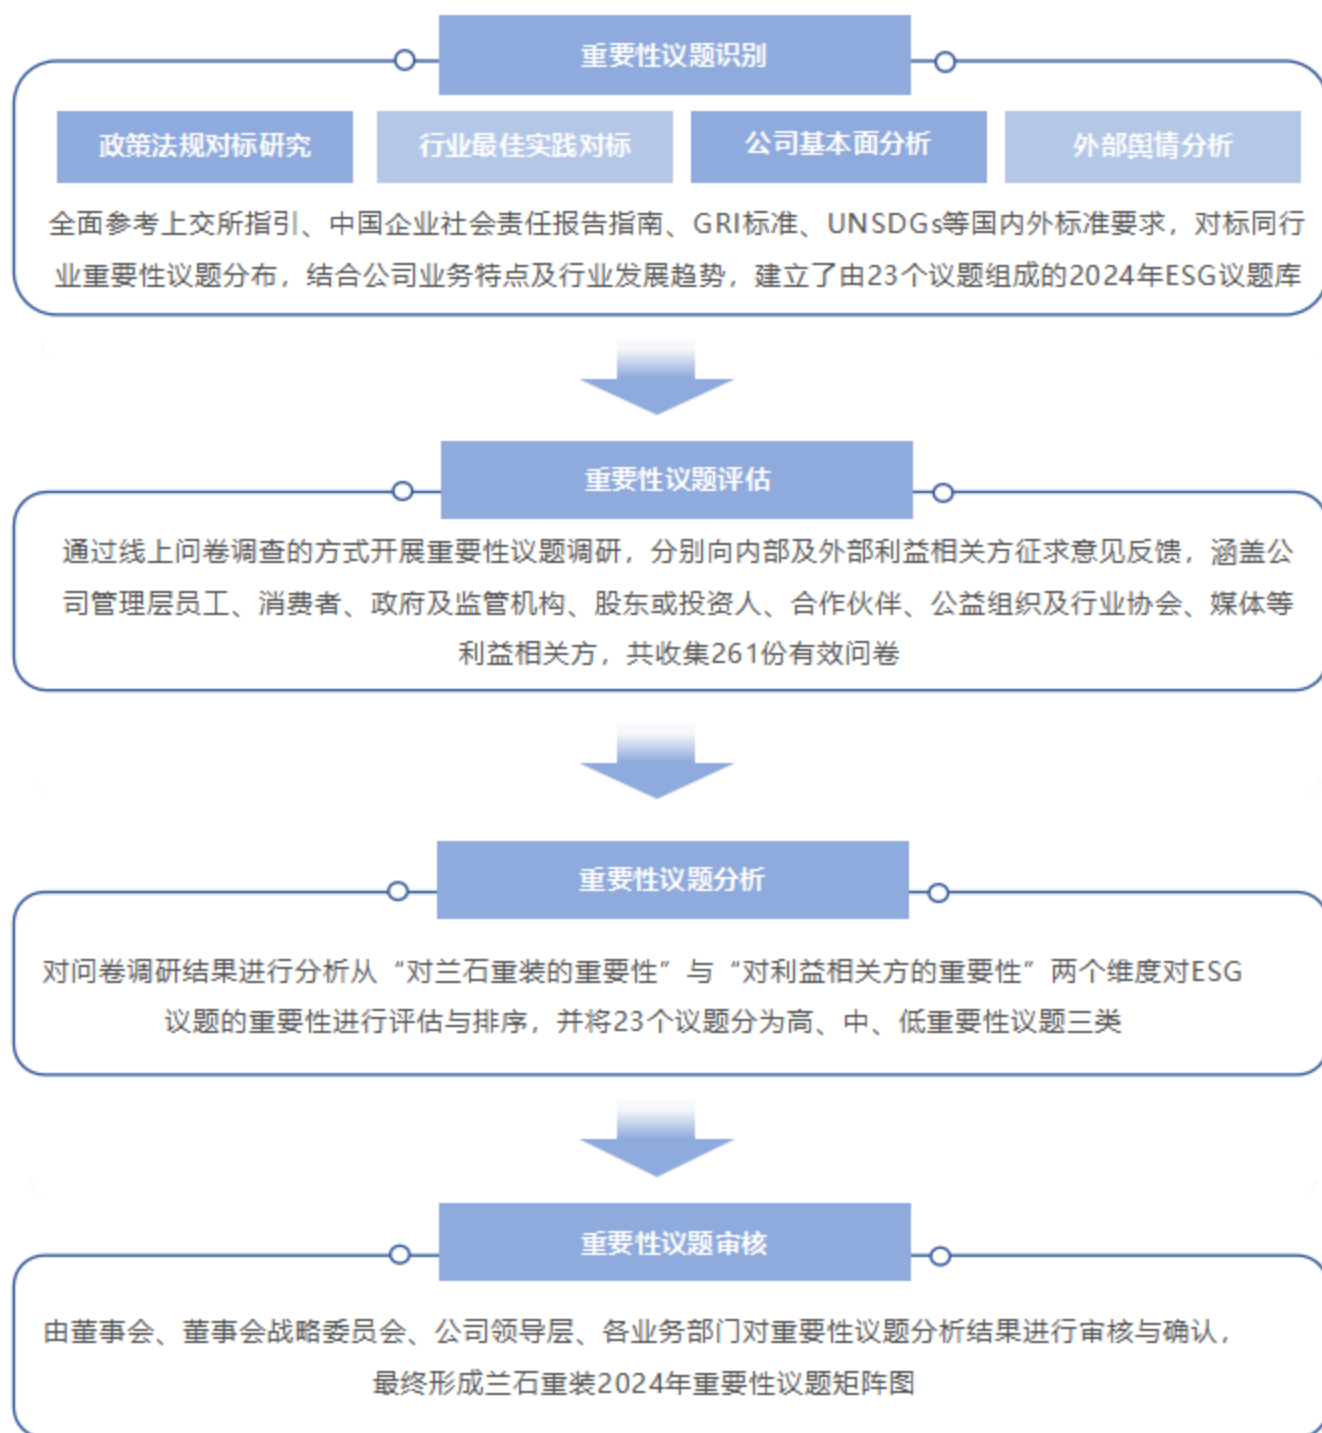 重要性议题识别
政策法规对标研究
行业最佳实践对标
公司基本面分析
外部舆情分析
全面参考上交所指引、中国企业社会责任报告指南、GRI标准、UNSDGs等国内外标准要求，对标同行
业重要性议题分布，结合公司业务特点及行业发展趋势，建立了由23个议题组成的2024年ESG议题库
重要性议题评估
通过线上问卷调查的方式开展重要性议题调研，分别向内部及外部利益相关方征求意见反馈，涵盖公
司管理层员工、消费者、政府及监管机构、股东或投资人、合作伙伴、公益组织及行业协会、媒体等
利益相关方，共收集261份有效问卷
重要性议题分析
对问卷调研结果进行分析从“对兰石重装的重要性”与“对利益相关方的重要性”两个维度对ESG
议题的重要性进行评估与排序，并将23个议题分为高、中、低重要性议题三类
重要性议题审核
由董事会、董事会战略委员会、公司领导层、各业务部门对重要性议题分析结果进行审核与确认，
最终形成兰石重装2024年重要性议题矩阵图